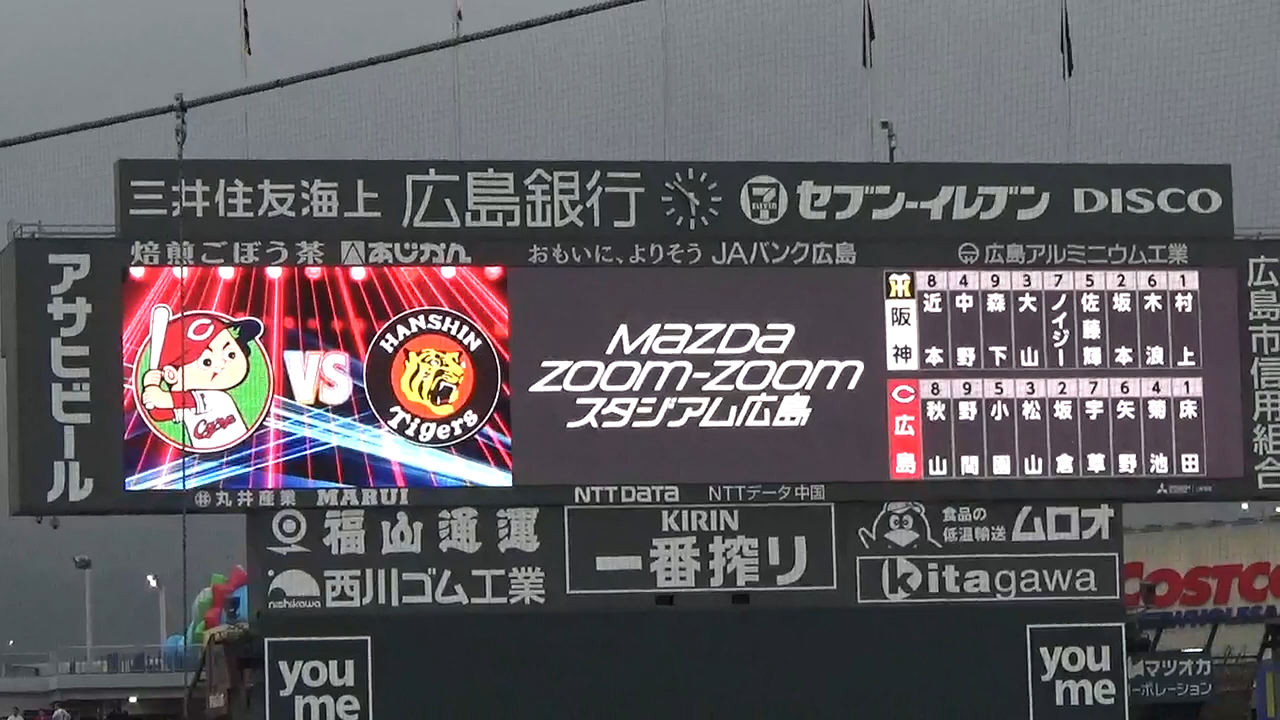 三井住友海上 広島銀行 7 ELEVEN セブン-イレブン DISCO
焙煎ごぼう茶 あじかん おもいに、よりそう JAバンク広島 広島アルミニウム工業
アサヒビール
C
Carp
VS
HANSHIN
Tigers
MAZDA
ZOOM-ZOOM
スタジアム広島
阪神
8 4 9 3 7 5 2 6 1
近本 中野 森下 大山 ノイジー 佐藤輝 坂本 木浪 村上
C 広島
8 9 5 3 2 7 6 4 1
秋山 野間 小園 松山 坂倉 宇草 矢野 菊池 床田
広島市信用組合
丸井産業 MARUI NTT DATA NTTデータ中国
福山通運
KIRIN
一番搾り
食品の
低温輸送
ムロオ
nishikawa 西川ゴム工業
kitagawa
COSTCO
WHOLESA
you
me
you
me
マツオカ
ーポレーション